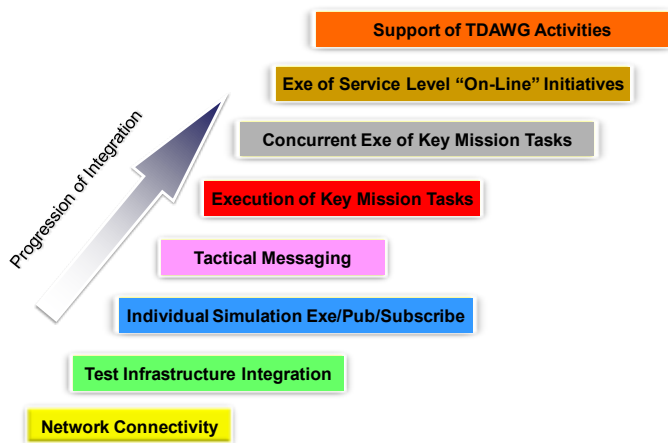 Support of TDAWG Activities
Exe of Service Level “On-Line” Initiatives
Concurrent Exe of Key Mission Tasks
Progression of Integration
Execution of Key Mission Tasks
Tactical Messaging
Individual Simulation Exe/Pub/Subscribe
Test Infrastructure Integration
Network Connectivity